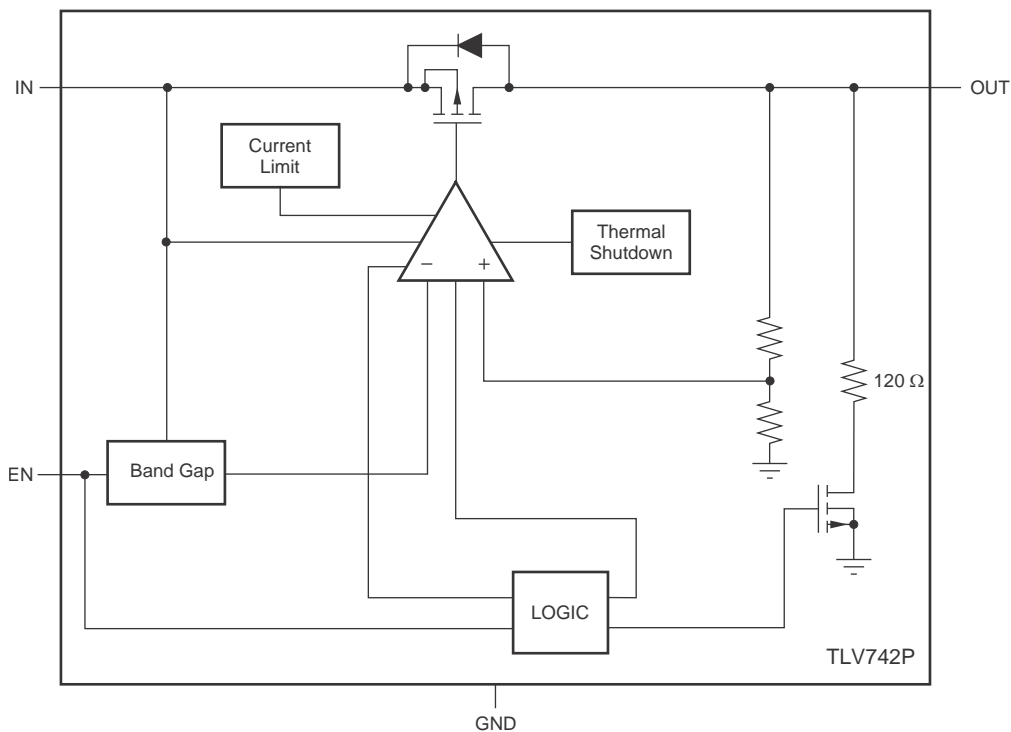 IN
OUT
Current
Limit
Thermal
Shutdown
−
+
120 Ω
EN
Band Gap
LOGIC
TLV742P
GND